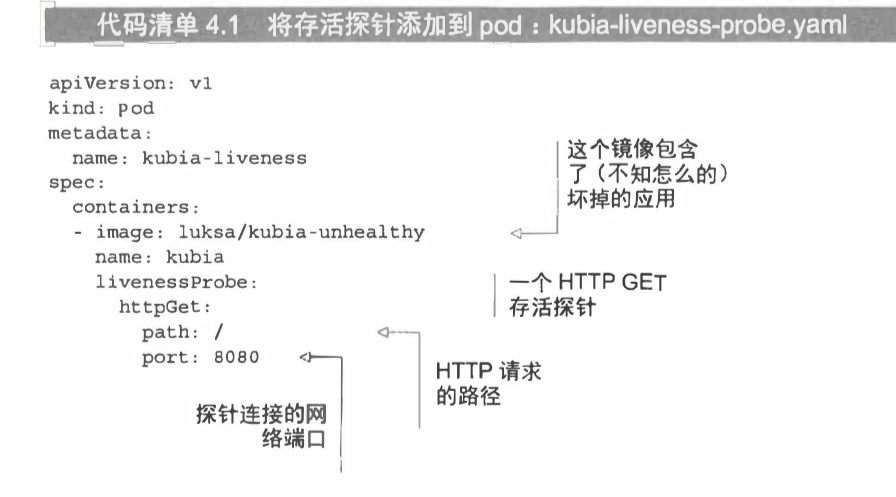 代码清单 4.1 将存活探针添加到 pod：kubia-liveness-probe.yaml
apiVersion: v1
kind: pod
metadata:
  name: kubia-liveness
spec:
  containers:
  - image: luksa/kubia-unhealthy
    name: kubia
    livenessProbe:
      httpGet:
        path: /
        port: 8080
这个镜像包含
了（不知怎么的）
坏掉的应用
一个 HTTP GET
存活探针
HTTP 请求
的路径
探针连接的网
络端口